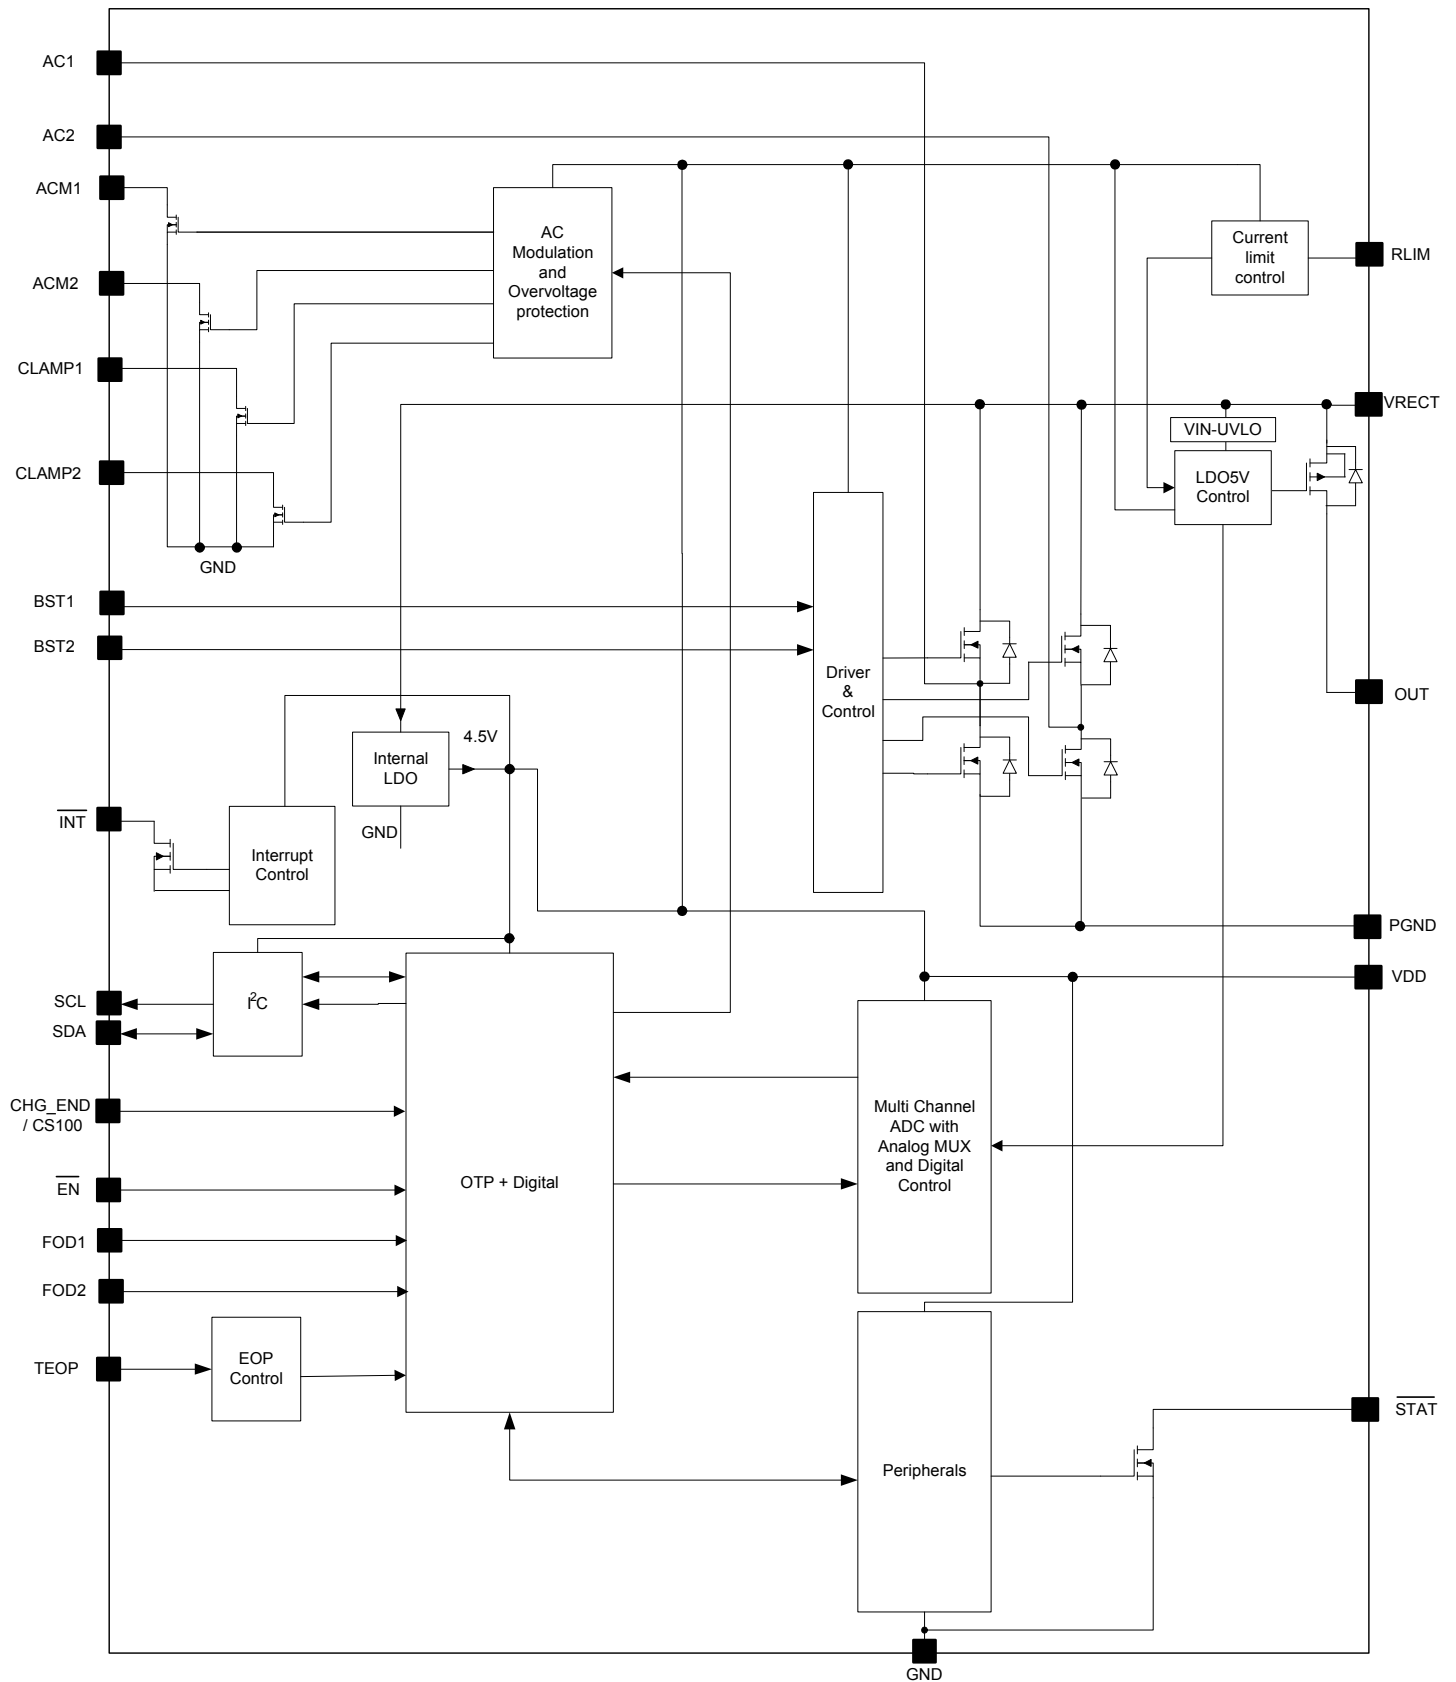 AC1
AC2
ACM1
ACM2
CLAMP1
CLAMP2
GND
BST1
BST2
INT
SCL
SDA
CHG_END
/ CS100
EN
FOD1
FOD2
TEOP
AC
Modulation
and
Overvoltage
protection
Current
limit
control
RLIM
VRECT
VIN-UVLO
LDO5V
Control
OUT
Driver
&
Control
Internal
LDO
4.5V
GND
Interrupt
Control
I²C
PGND
VDD
OTP + Digital
Multi Channel
ADC with
Analog MUX
and Digital
Control
EOP
Control
Peripherals
STAT
GND